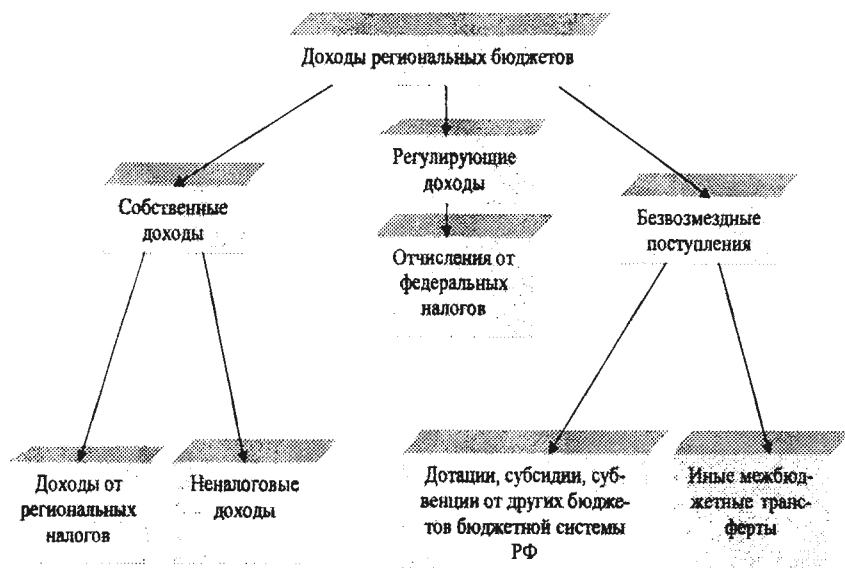 Доходы региональных бюджетов
Регулирующие
доходы
Собственные
доходы
Безвозмездные
поступления
Отчисления от
федеральных
налогов
Доходы от
региональных
налогов
Неналоговые
доходы
Дотации, субсидии, суб-
венции от других бюдже-
тов бюджетной системы
РФ
Иные межбюд-
жетные транс-
ферты